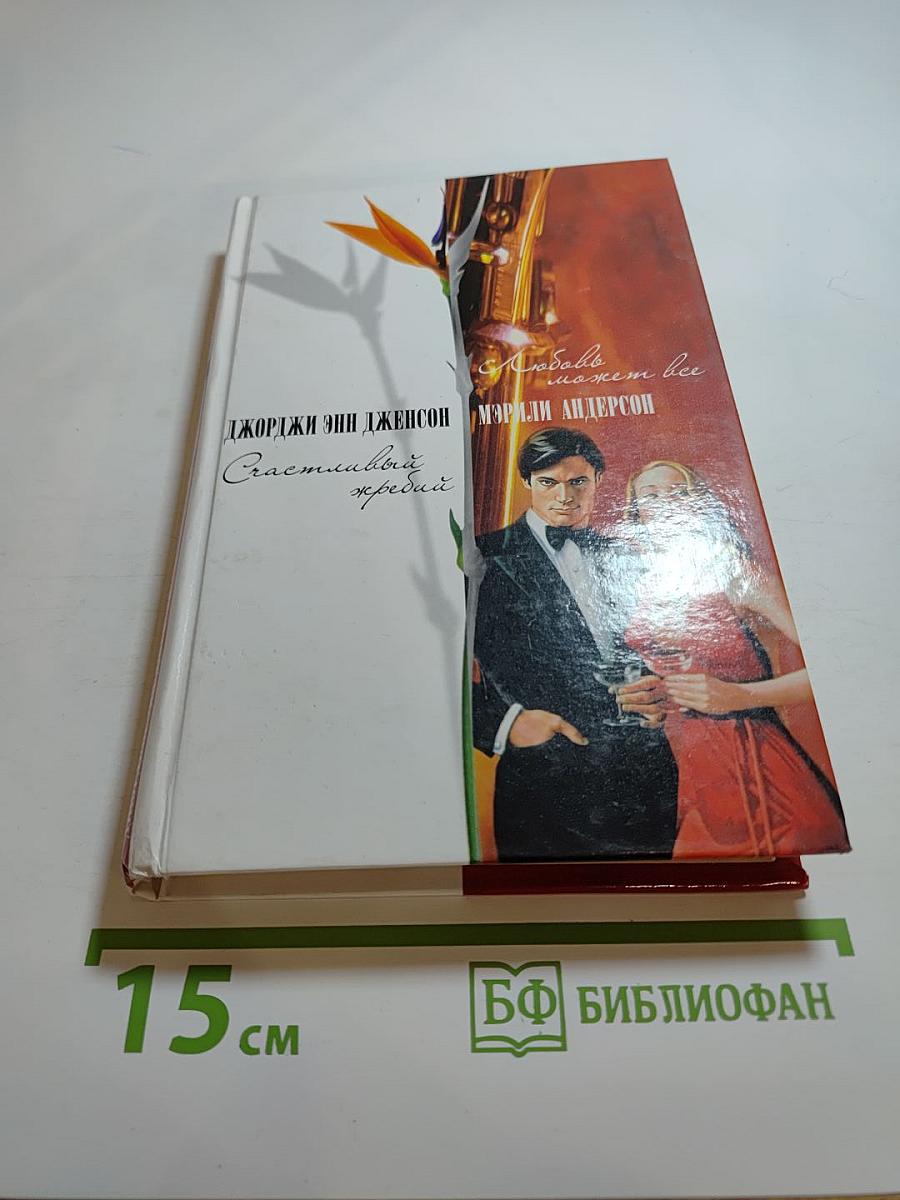 ДЖОРДЖИ ЭНН ДЖЕНСОН
Счастливый
жребий
Любовь
может все
МЭРИЛИ АНДЕРСОН
15 см
БФ БИБЛИОФАН